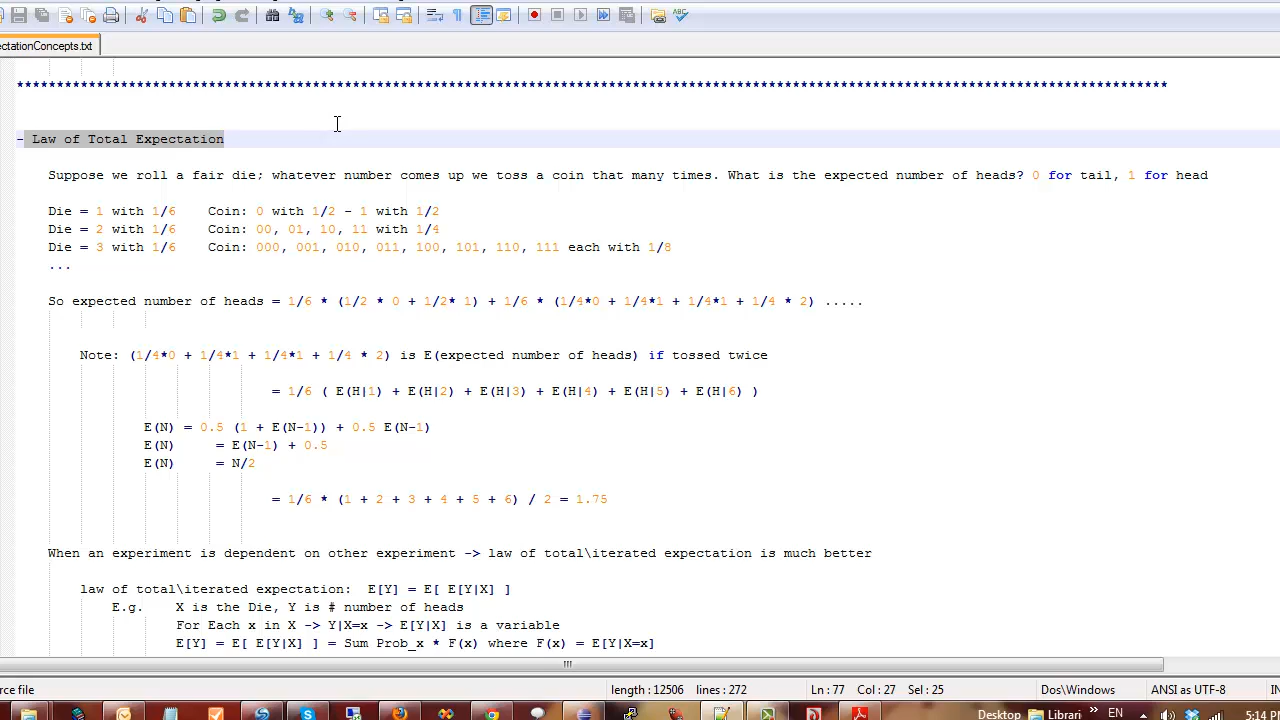 ectationConcepts.txt
************************************************************************************************************************************************
- Law of Total Expectation
Suppose we roll a fair die; whatever number comes up we toss a coin that many times. What is the expected number of heads? 0 for tail, 1 for head
Die = 1 with 1/6 Coin: 0 with 1/2 - 1 with 1/2
Die = 2 with 1/6 Coin: 00, 01, 10, 11 with 1/4
Die = 3 with 1/6 Coin: 000, 001, 010, 011, 100, 101, 110, 111 each with 1/8
...
So expected number of heads = 1/6 * (1/2 * 0 + 1/2* 1) + 1/6 * (1/4*0 + 1/4*1 + 1/4*1 + 1/4 * 2) .....
Note: (1/4*0 + 1/4*1 + 1/4*1 + 1/4 * 2) is E(expected number of heads) if tossed twice
= 1/6 ( E(H|1) + E(H|2) + E(H|3) + E(H|4) + E(H|5) + E(H|6) )
E(N) = 0.5 (1 + E(N-1)) + 0.5 E(N-1)
E(N) = E(N-1) + 0.5
E(N) = N/2
= 1/6 * (1 + 2 + 3 + 4 + 5 + 6) / 2 = 1.75
When an experiment is dependent on other experiment -> law of total\iterated expectation is much better
law of total\iterated expectation: E[Y] = E[ E[Y|X] ]
E.g. X is the Die, Y is # number of heads
For Each x in X -> Y|X=x -> E[Y|X] is a variable
E[Y] = E[ E[Y|X] ] = Sum Prob_x * F(x) where F(x) = E[Y|X=x]
rce file length : 12506 lines : 272 Ln : 77 Col : 27 Sel : 25 Dos\Windows ANSI as UTF-8 IN
Desktop Librari EN 5:14